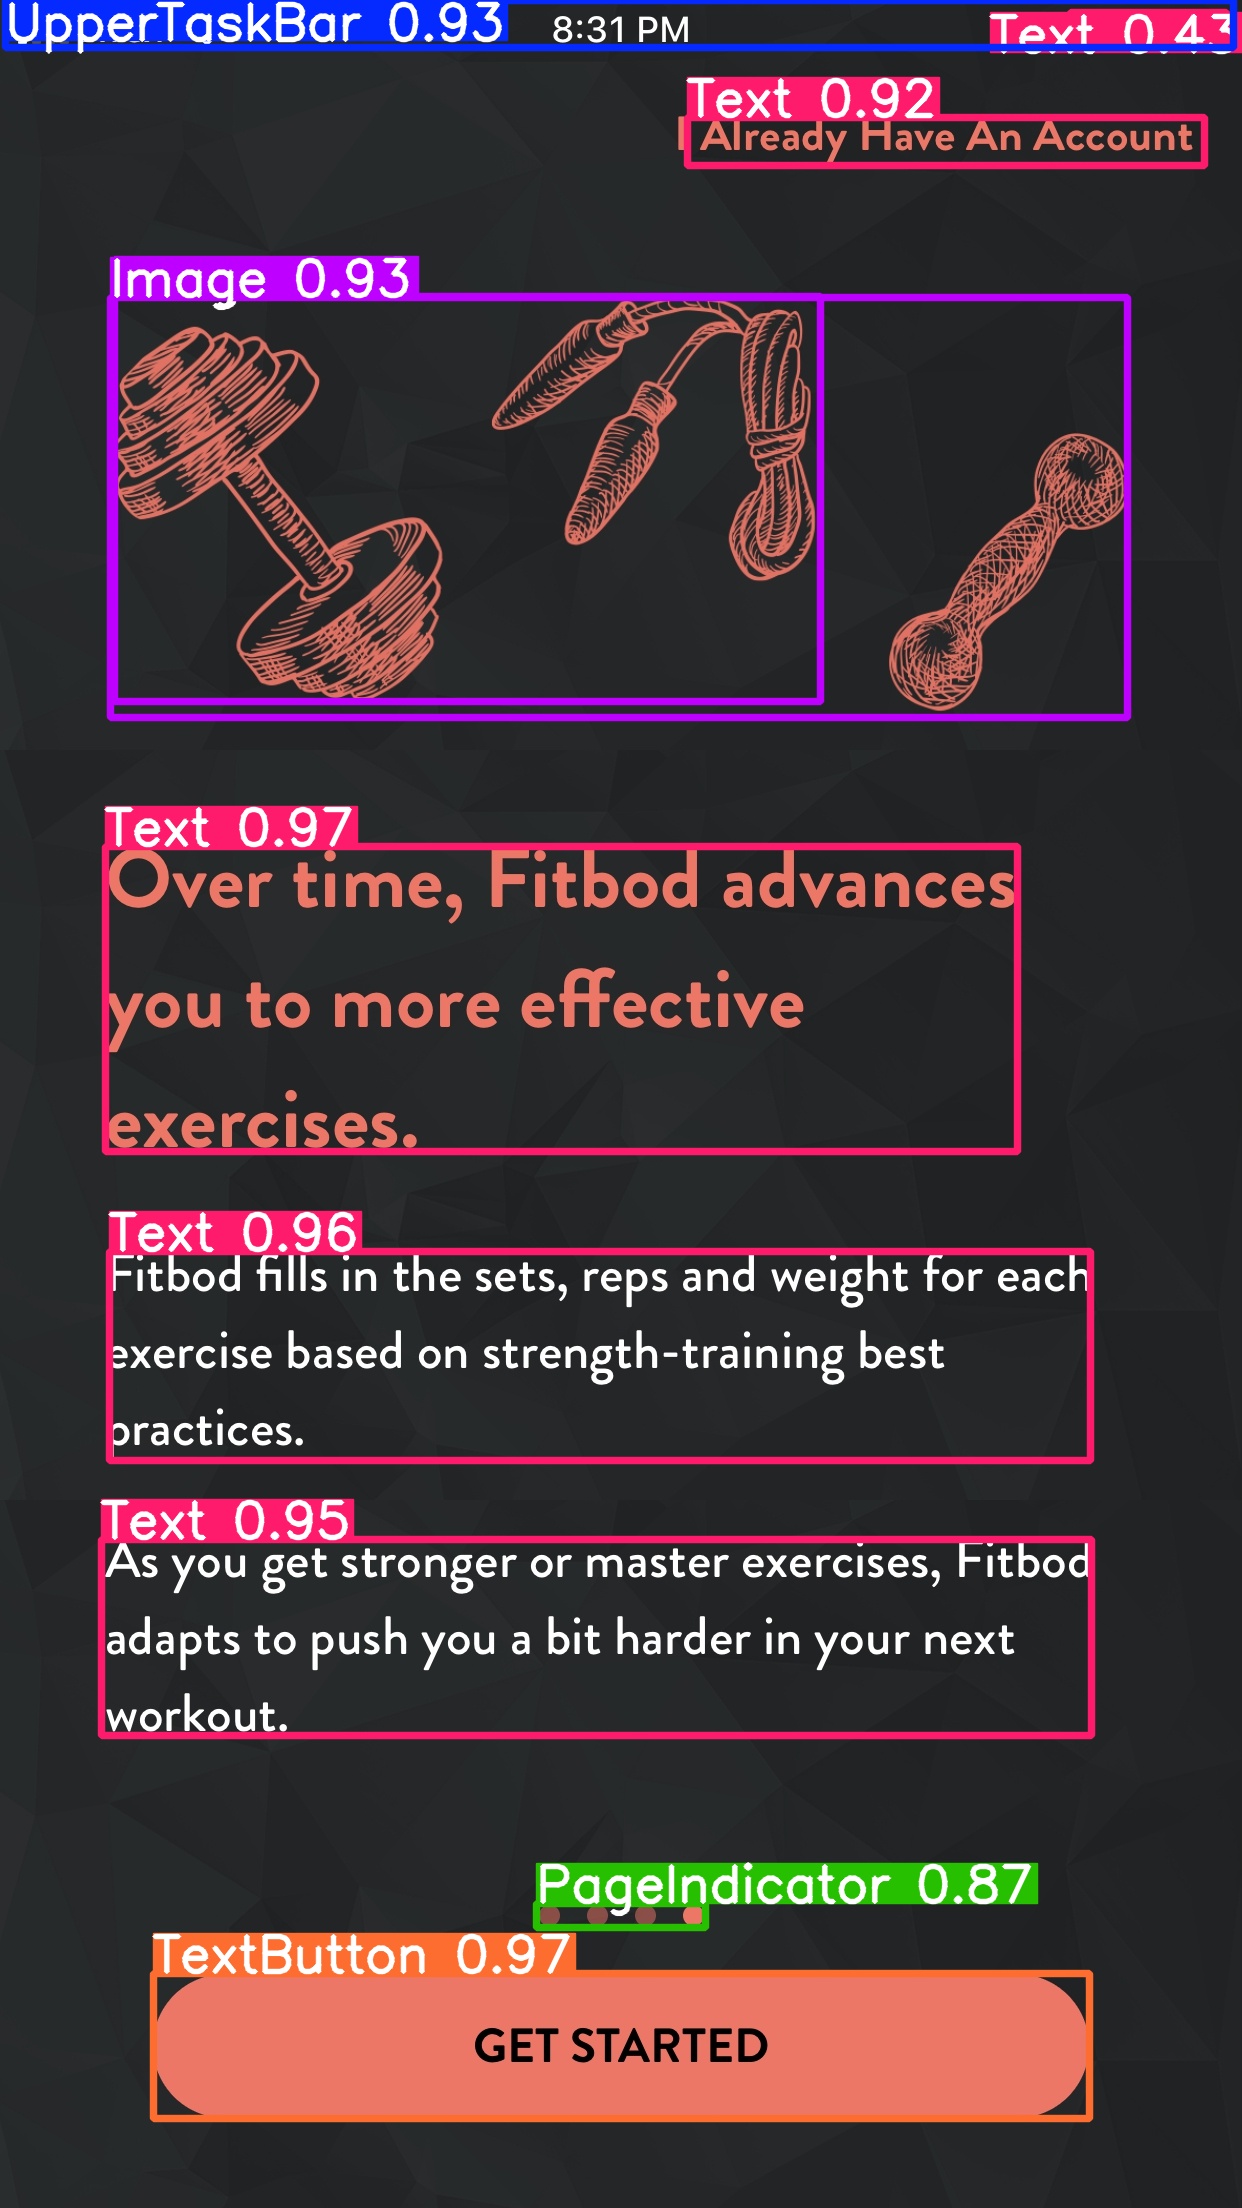 UpperTaskBar 0.93
8:31 PM
Text 0.43
Text 0.92
I Already Have An Account
Image 0.93
Text 0.97
Over time, Fitbod advances
you to more effective
exercises.
Text 0.96
Fitbod fills in the sets, reps and weight for each
exercise based on strength-training best
practices.
Text 0.95
As you get stronger or master exercises, Fitbod
adapts to push you a bit harder in your next
workout.
PageIndicator 0.87
TextButton 0.97
GET STARTED